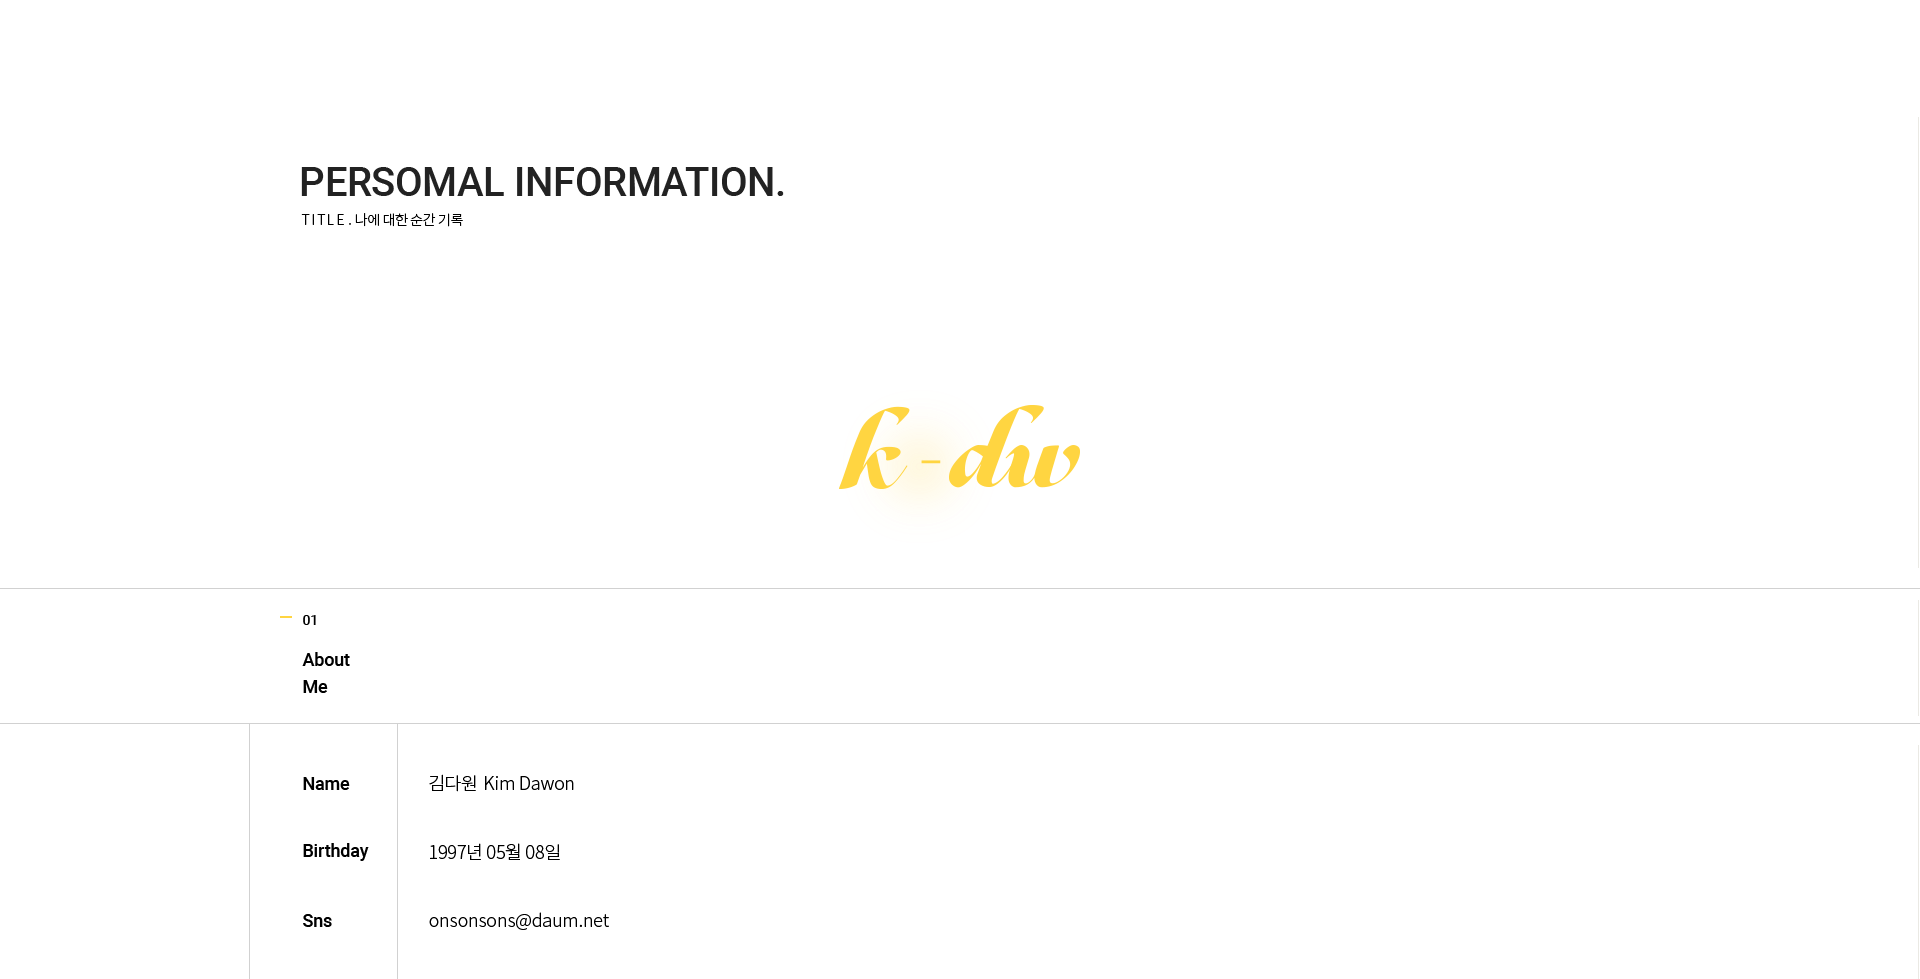 PERSOMAL INFORMATION.
TITLE . 나에 대한 순간 기록
k-dw
01
About
Me
Name 김다원 Kim Dawon
Birthday 1997년 05월 08일
Sns onsonsons@daum.net